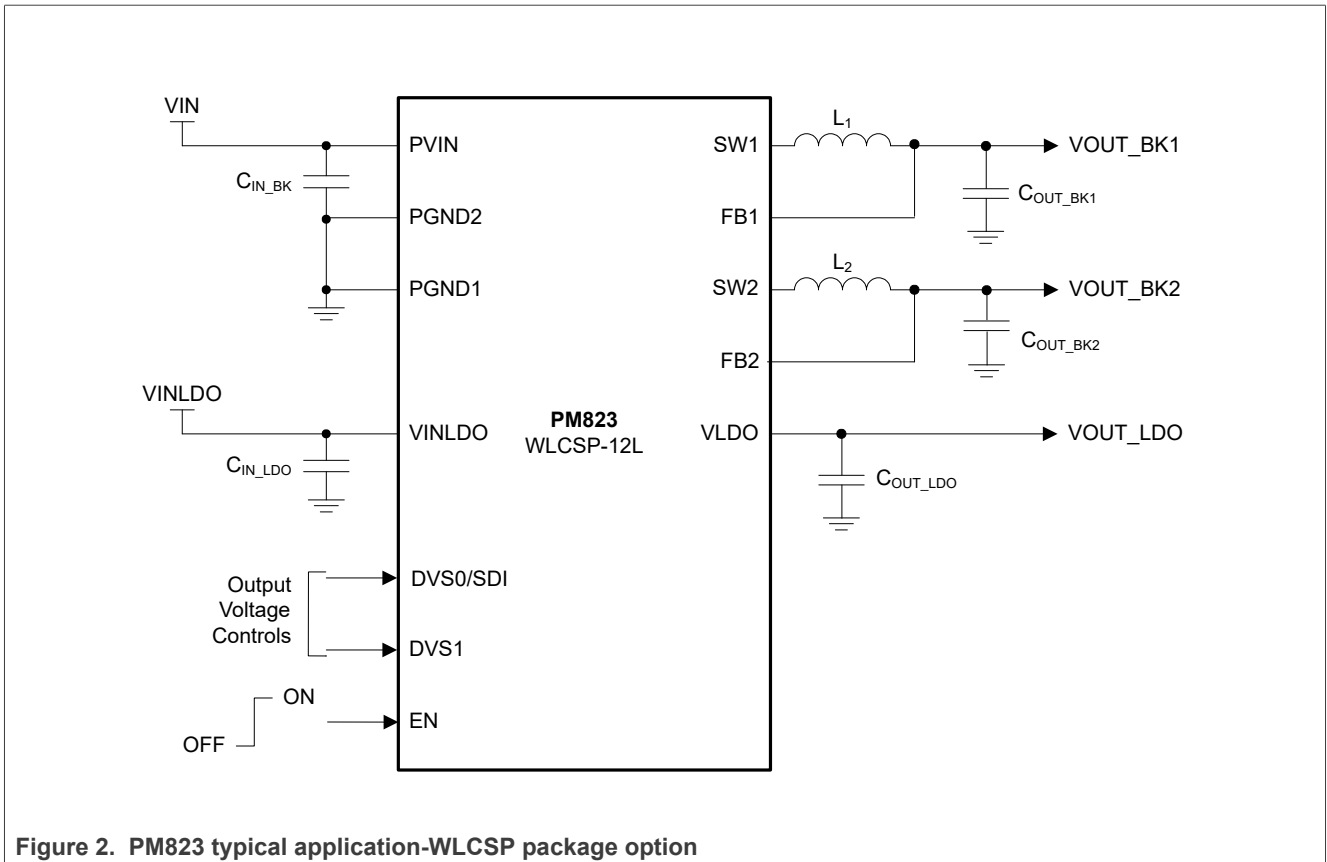 VIN
PVIN
SW1
L1
VOUT_BK1
CIN_BK
COUT_BK1
PGND2
FB1
L2
PGND1
SW2
VOUT_BK2
COUT_BK2
FB2
VINLDO
VINLDO
PM823
WLCSP-12L
VLDO
VOUT_LDO
CIN_LDO
COUT_LDO
Output
Voltage
Controls
DVS0/SDI
DVS1
ON
OFF
EN
Figure 2. PM823 typical application-WLCSP package option